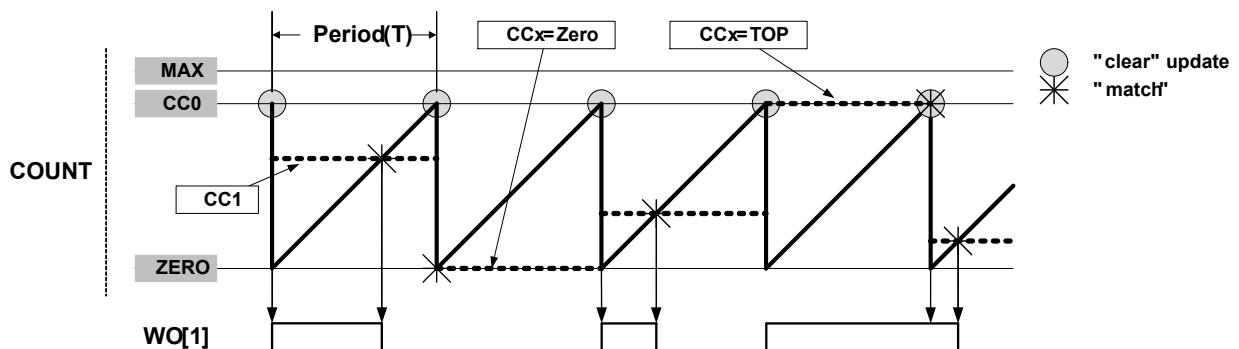 Period(T)
CCx=Zero
CCx=TOP
"clear" update
"match"
MAX
CC0
COUNT
CC1
ZERO
WO[1]